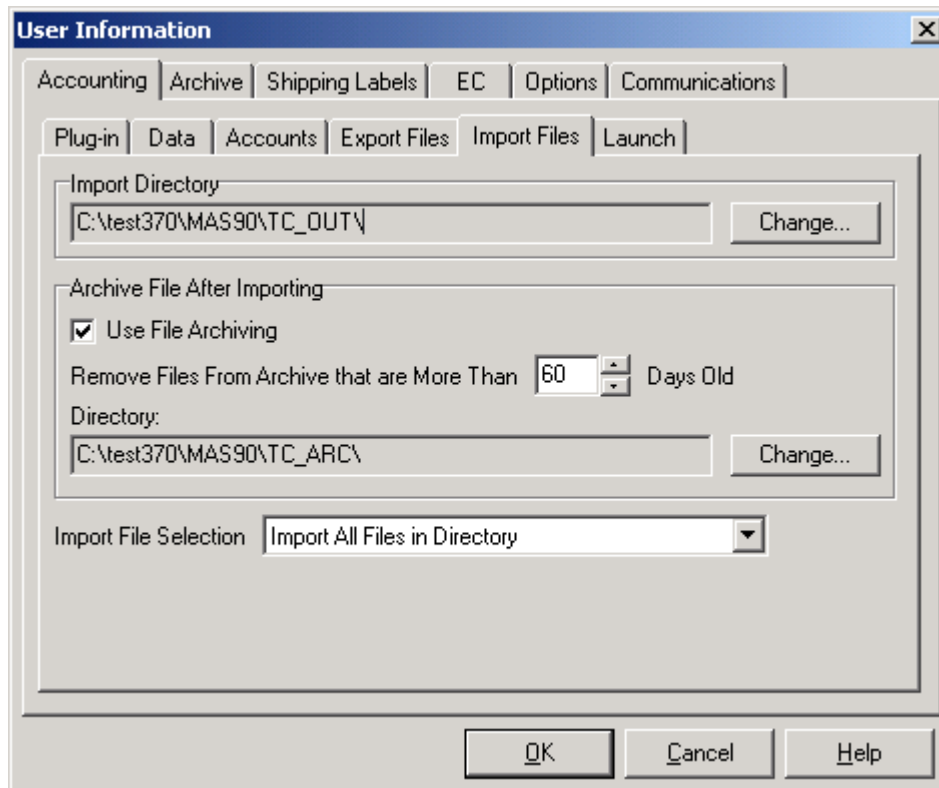 User Information
Accounting Archive Shipping Labels EC Options Communications
Plug-in Data Accounts Export Files Import Files Launch
Import Directory
C:\test370\MAS90\TC_OUT\ Change...
Archive File After Importing
Use File Archiving
Remove Files From Archive that are More Than 60 Days Old
Directory:
C:\test370\MAS90\TC_ARC\ Change...
Import File Selection Import All Files in Directory
OK Cancel Help